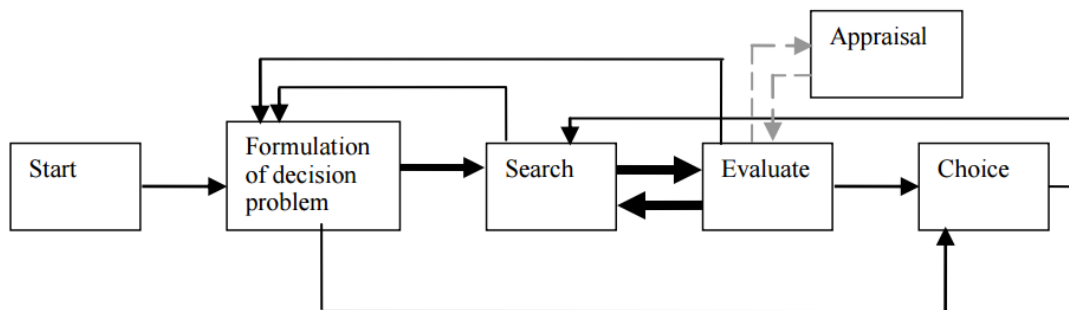 Appraisal
Start
Formulation
of decision
problem
Search
Evaluate
Choice